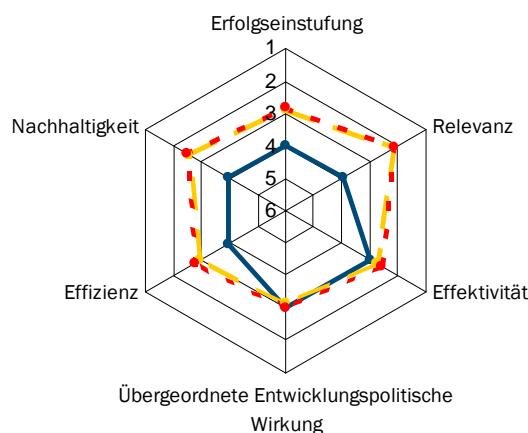 Erfolgseinstufung
1
2
3
4
5
6
Nachhaltigkeit
Relevanz
Effizienz
Effektivität
Übergeordnete Entwicklungspolitische
Wirkung